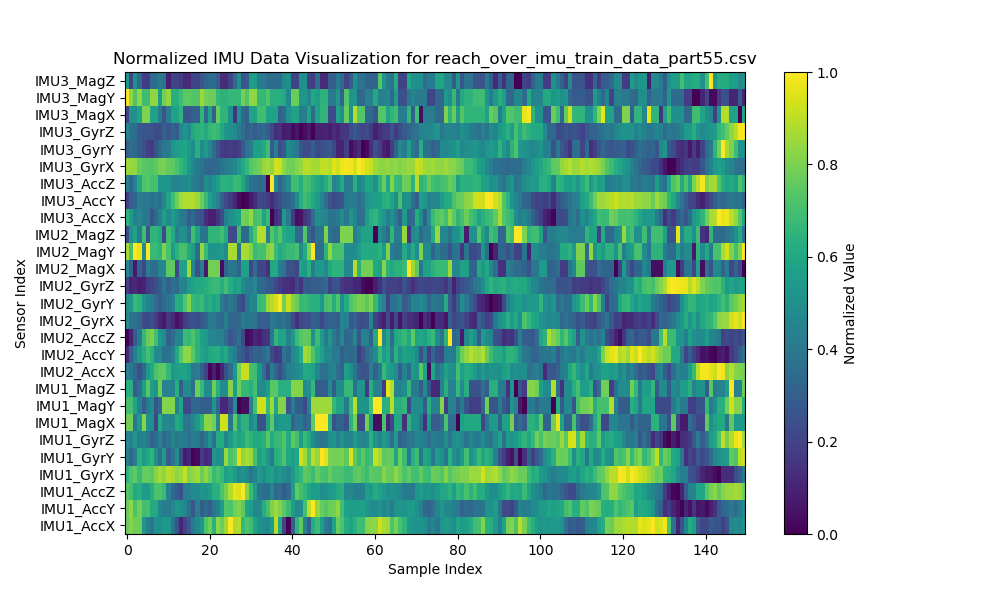 Normalized IMU Data Visualization for reach_over_imu_train_data_part55.csv
IMU3_MagZ
IMU3_MagY
IMU3_MagX
IMU3_GyrZ
IMU3_GyrY
IMU3_GyrX
IMU3_AccZ
IMU3_AccY
IMU3_AccX
IMU2_MagZ
IMU2_MagY
IMU2_MagX
IMU2_GyrZ
IMU2_GyrY
IMU2_GyrX
IMU2_AccZ
IMU2_AccY
IMU2_AccX
IMU1_MagZ
IMU1_MagY
IMU1_MagX
IMU1_GyrZ
IMU1_GyrY
IMU1_GyrX
IMU1_AccZ
IMU1_AccY
IMU1_AccX
Sensor Index
0 20 40 60 80 100 120 140
Sample Index
1.0
0.8
0.6
0.4
0.2
0.0
Normalized Value